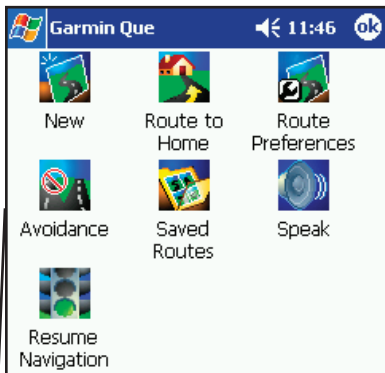 Garmin Que 11:46 ok
New Route to Home Route Preferences
Avoidance Saved Routes Speak
Resume Navigation